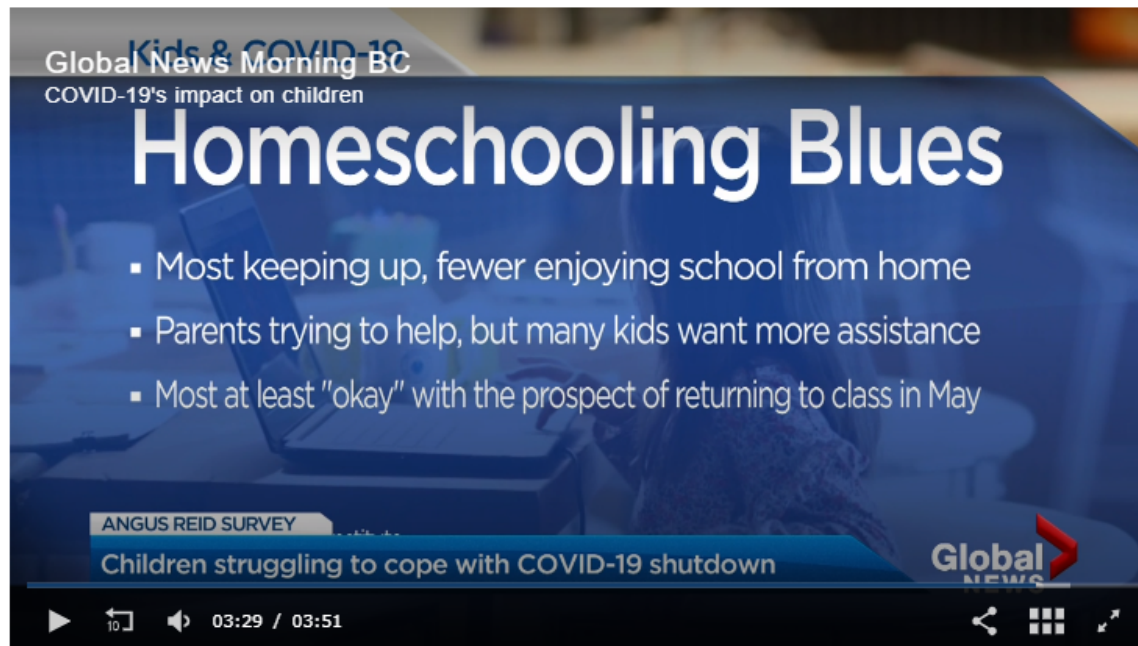 Kids & COVID-19
Global News Morning BC
COVID-19's impact on children
Homeschooling Blues
▪ Most keeping up, fewer enjoying school from home
▪ Parents trying to help, but many kids want more assistance
▪ Most at least "okay" with the prospect of returning to class in May
ANGUS REID SURVEY
Children struggling to cope with COVID-19 shutdown
Global
NEWS
10
03:29 / 03:51